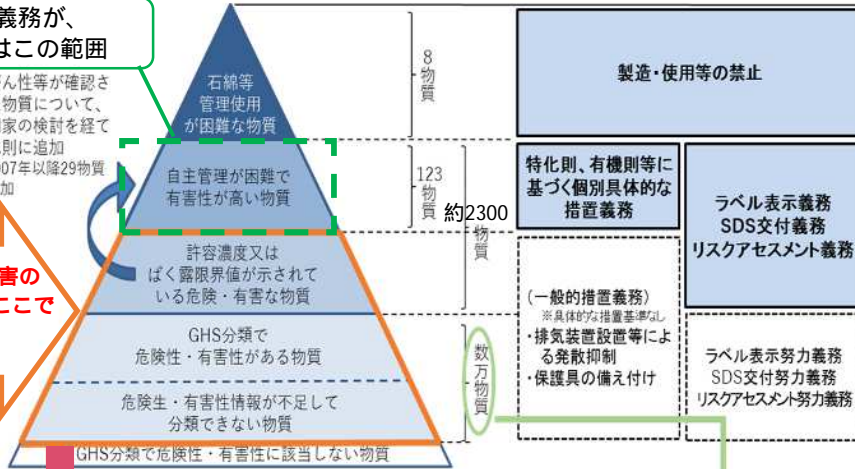 義務が、
はこの範囲
がん性等が確認さ
物質について、
家の検討を経て
則に追加
07年以降29物質
加
害の
ここで
石綿等
管理使用
が困難な物質
自主管理が困難で
有害性が高い物質
許容濃度又は
ばく露限界値が示されて
いる危険・有害な物質
GHS分類で
危険性・有害性がある物質
危険生・有害性情報が不足して
分類できない物質
GHS分類で危険性・有害性に該当しない物質
8
物質
123
物質
約2300
物質
数万物質
製造・使用等の禁止
特化則、有機則等に
基づく個別具体的な
措置義務
ラベル表示義務
SDS交付義務
リスクアセスメント義務
(一般的措置義務)
※具体的な措置基準なし
・排気装置設置等によ
る発散抑制
・保護具の備え付け
ラベル表示努力義務
SDS交付努力義務
リスクアセスメント努力義務